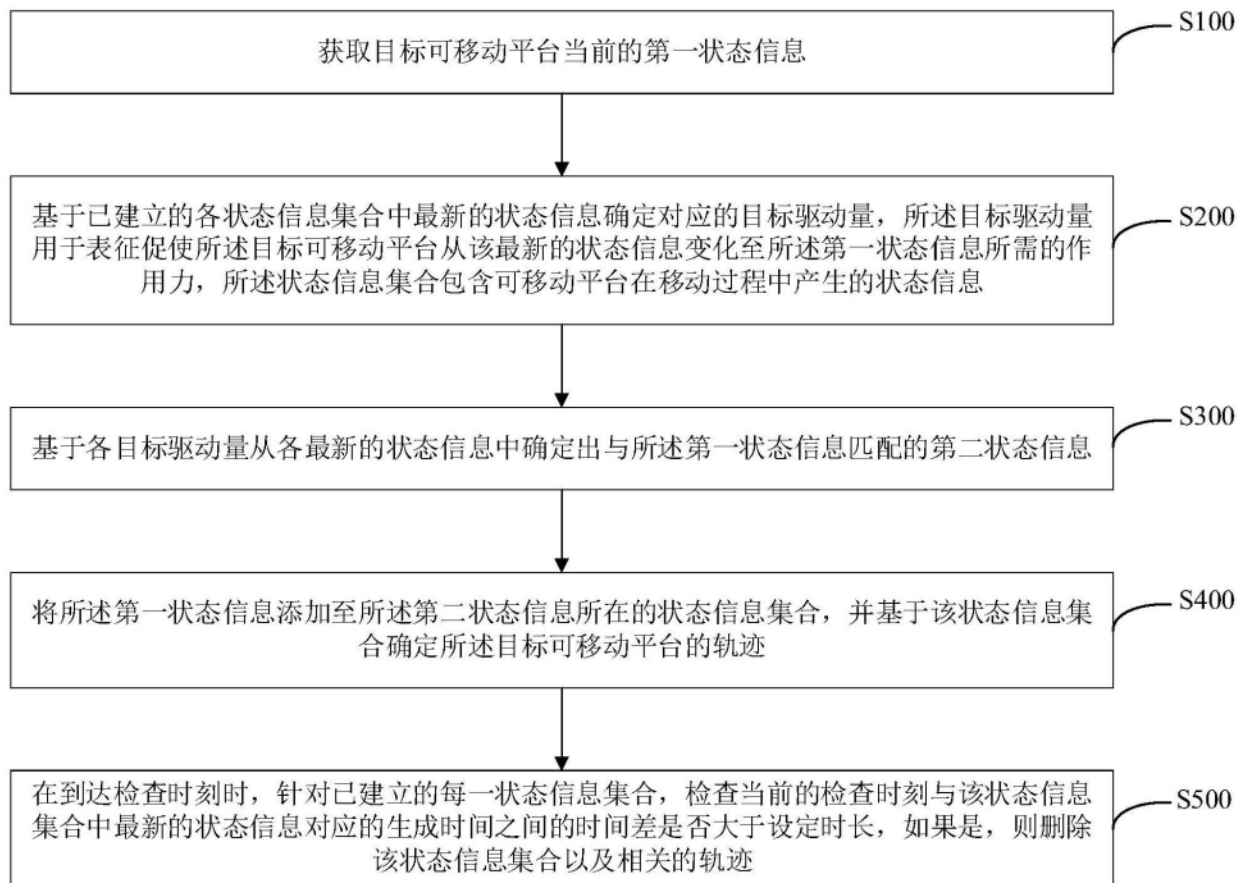 获取目标可移动平台当前的第一状态信息
S100
基于已建立的各状态信息集合中最新的状态信息确定对应的目标驱动量，所述目标驱动量
用于表征促使所述目标可移动平台从该最新的状态信息变化至所述第一状态信息所需的作
用力，所述状态信息集合包含可移动平台在移动过程中产生的状态信息
S200
基于各目标驱动量从各最新的状态信息中确定出与所述第一状态信息匹配的第二状态信息
S300
将所述第一状态信息添加至所述第二状态信息所在的状态信息集合，并基于该状态信息集
合确定所述目标可移动平台的轨迹
S400
在到达检查时刻时，针对已建立的每一状态信息集合，检查当前的检查时刻与该状态信息
集合中最新的状态信息对应的生成时间之间的时间差是否大于设定时长，如果是，则删除
该状态信息集合以及相关的轨迹
S500